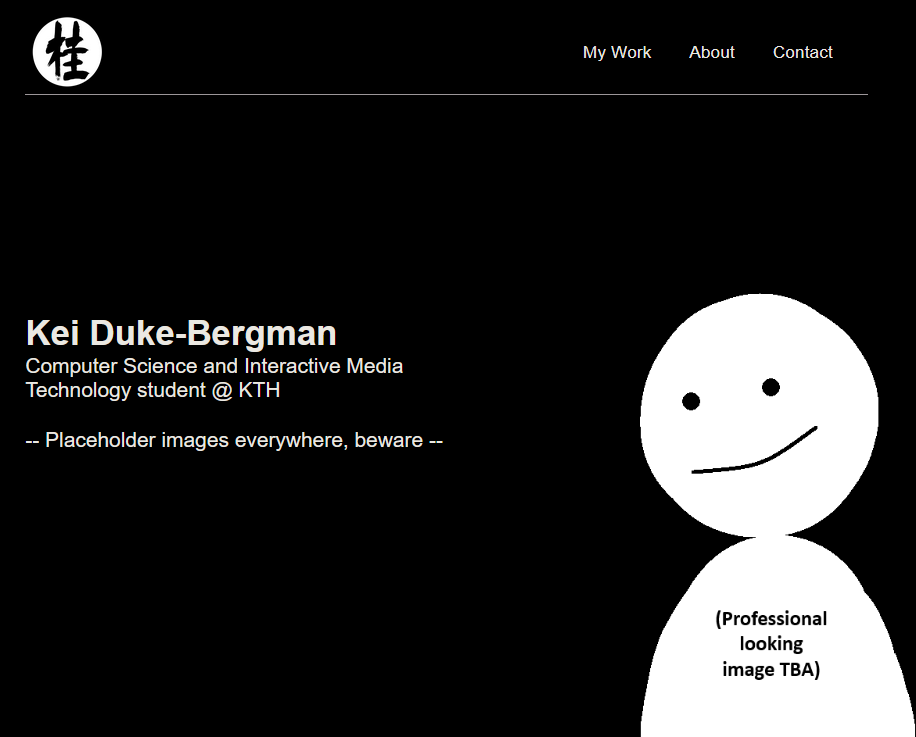 桂
My Work About Contact
Kei Duke-Bergman
Computer Science and Interactive Media
Technology student @ KTH
-- Placeholder images everywhere, beware --
(Professional
looking
image TBA)